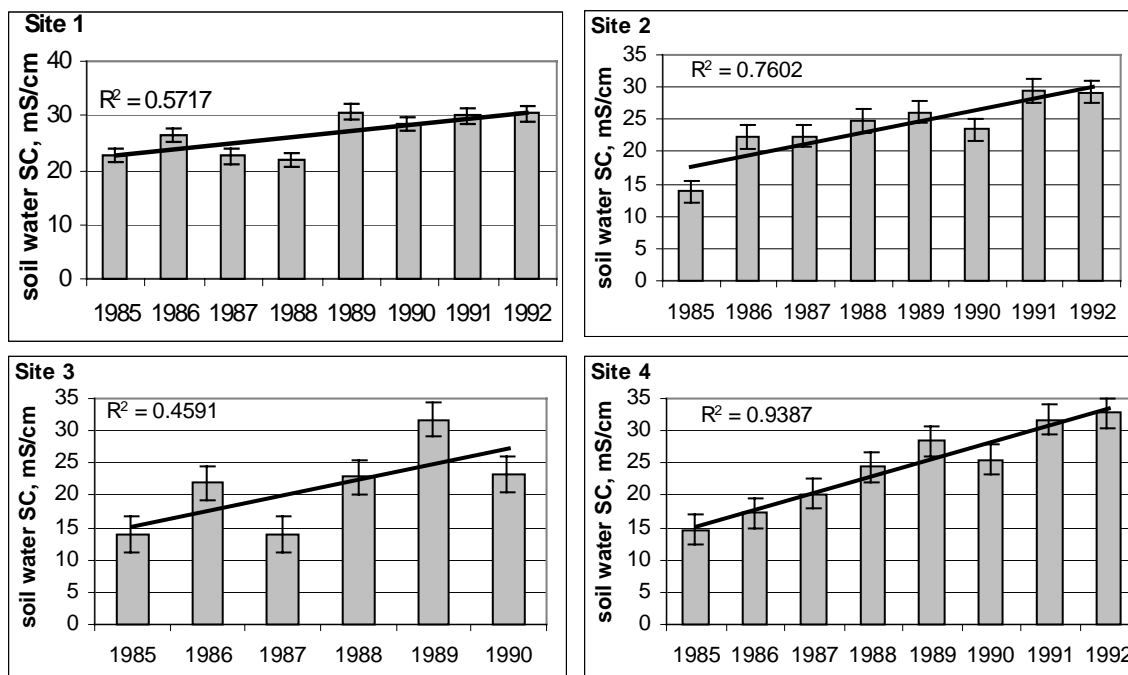 Site 1
soil water SC, mS/cm
40
30
20
10
0
R² = 0.5717
1985 1986 1987 1988 1989 1990 1991 1992
Site 2
soil water SC, mS/cm
35
30
25
20
15
10
5
0
R² = 0.7602
1985 1986 1987 1988 1989 1990 1991 1992
Site 3
soil water SC, mS/cm
35
30
25
20
15
10
5
0
R² = 0.4591
1985 1986 1987 1988 1989 1990
Site 4
soil water SC, mS/cm
35
30
25
20
15
10
5
0
R² = 0.9387
1985 1986 1987 1988 1989 1990 1991 1992